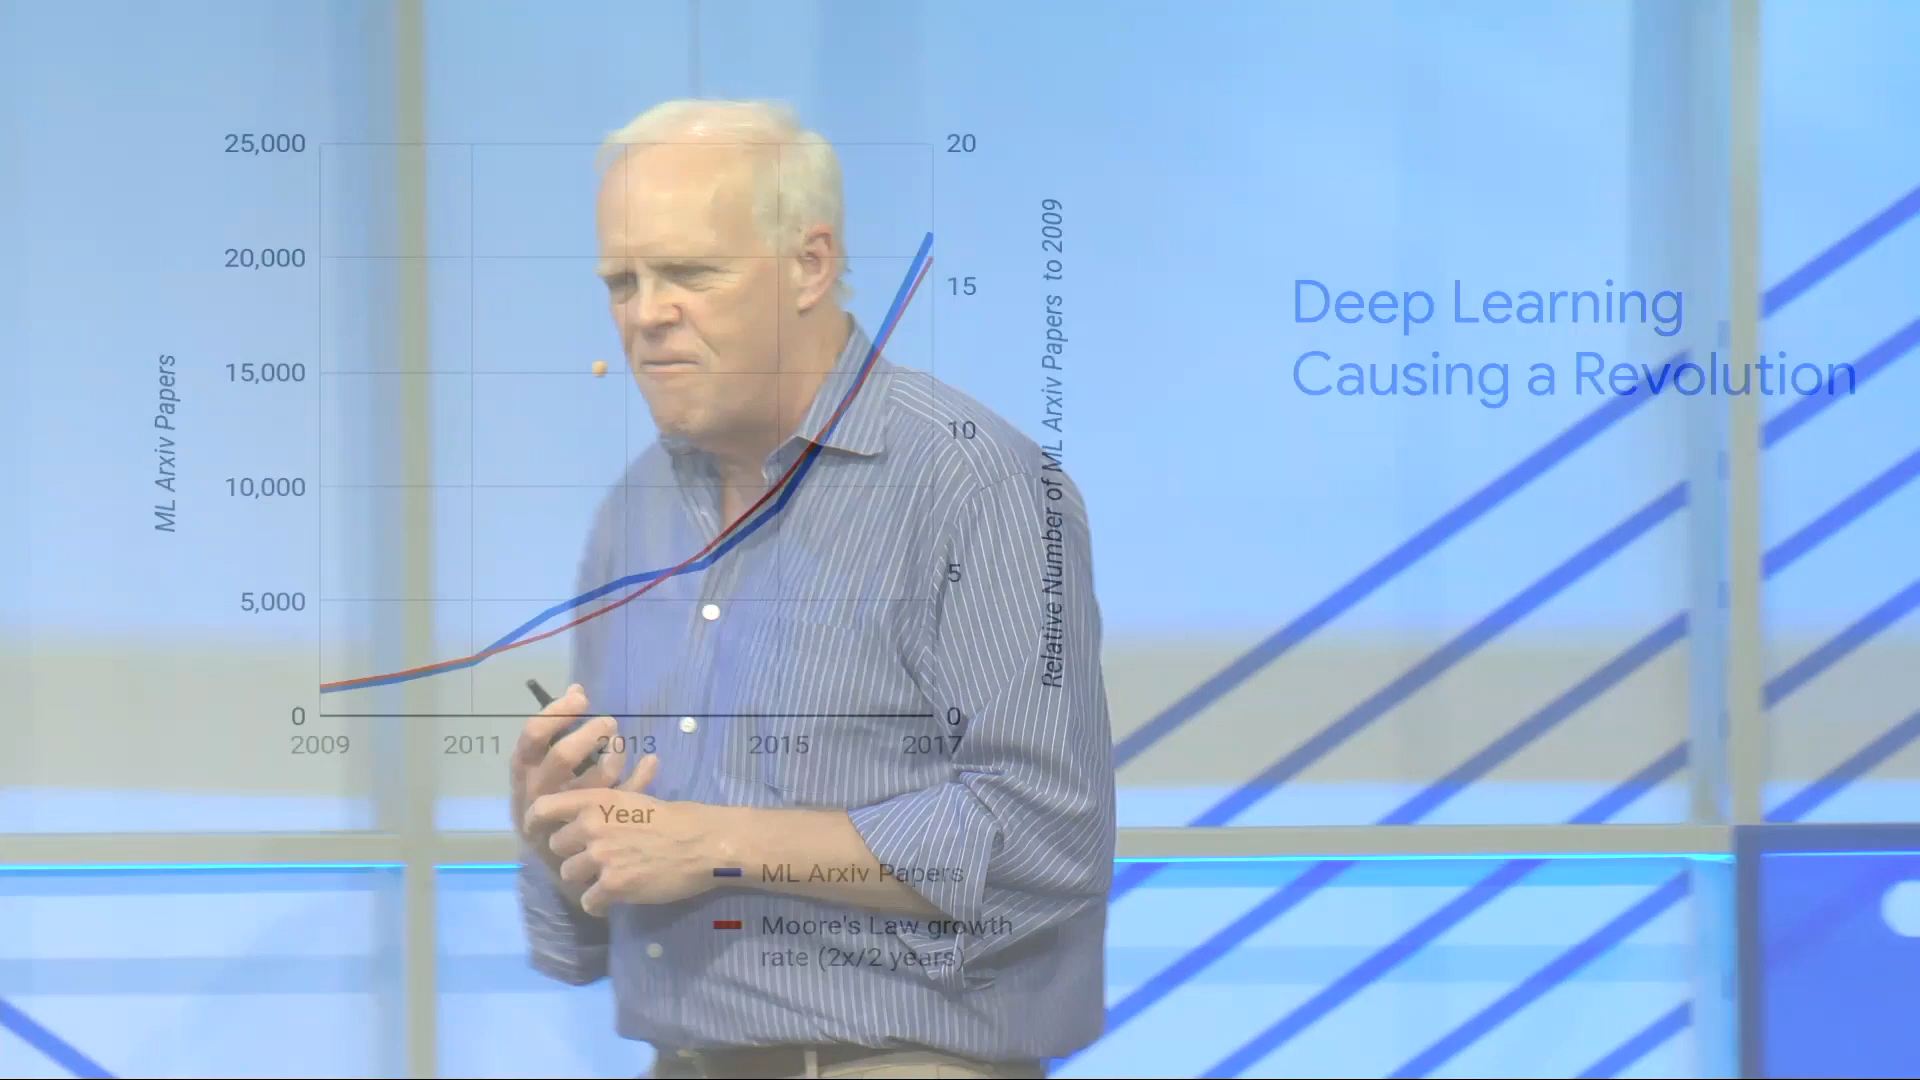 25,000
20,000
15,000
10,000
5,000
0
ML Arxiv Papers
20
15
10
5
0
Relative Number of ML Arxiv Papers to 2009
2009
2011
2013
2015
2017
Year
ML Arxiv Papers
Moore's Law growth
rate (2x/2 years)
Deep Learning
Causing a Revolution